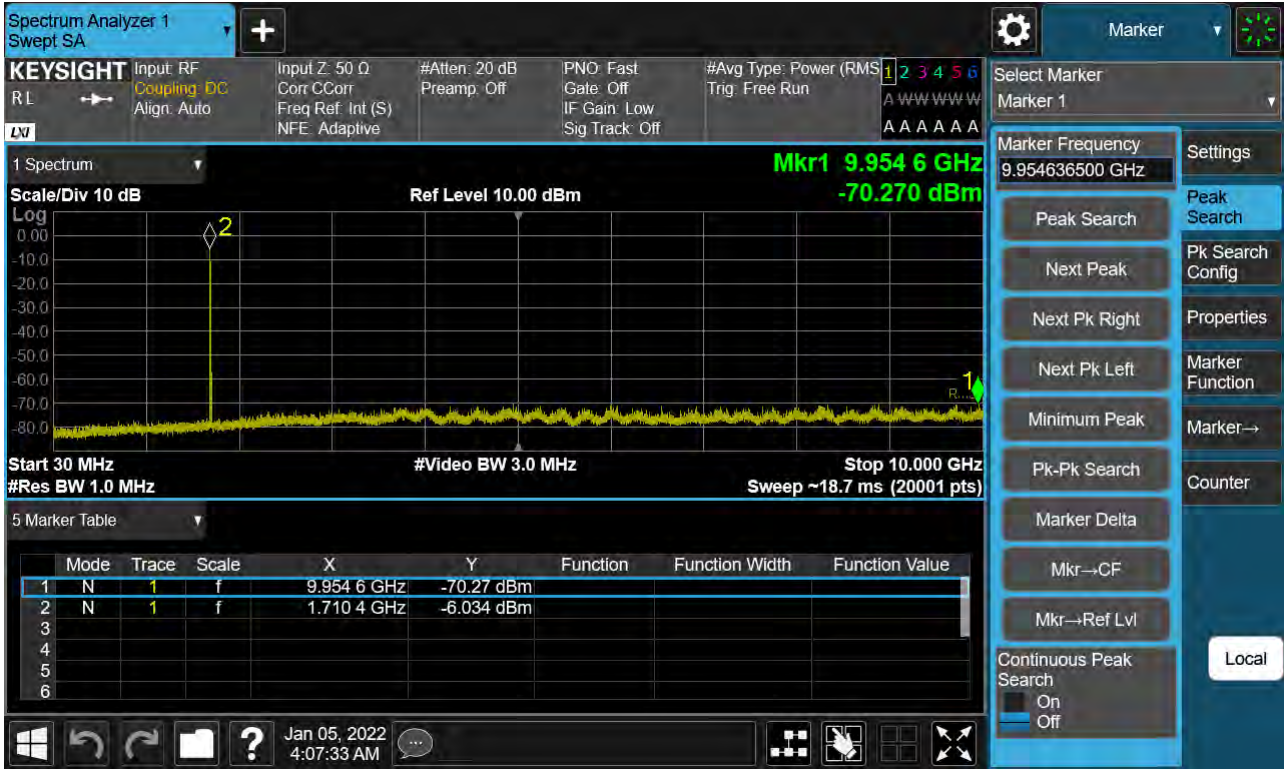 Spectrum Analyzer 1
Swept SA
Marker
KEYSIGHT
RL
LXI
Input: RF
Coupling: DC
Align: Auto
Input Z: 50 Ω
Corr CCorr
Freq Ref: Int (S)
NFE: Adaptive
#Atten: 20 dB
Preamp: Off
PNO: Fast
Gate: Off
IF Gain: Low
Sig Track: Off
#Avg Type: Power (RMS
Trig: Free Run
1 2 3 4 5 6
A W W W W W
A A A A A A
Select Marker
Marker 1
1 Spectrum
Mkr1 9.954 6 GHz
-70.270 dBm
Scale/Div 10 dB
Ref Level 10.00 dBm
Log
0.00
-10.0
-20.0
-30.0
-40.0
-50.0
-60.0
-70.0
-80.0
2
1
R...
Start 30 MHz
#Video BW 3.0 MHz
Stop 10.000 GHz
#Res BW 1.0 MHz
Sweep ~18.7 ms (20001 pts)
5 Marker Table
Mode Trace Scale X Y Function Function Width Function Value
1 N 1 f 9.954 6 GHz -70.27 dBm
2 N 1 f 1.710 4 GHz -6.034 dBm
3
4
5
6
Marker Frequency
9.954636500 GHz
Peak Search
Next Peak
Next Pk Right
Next Pk Left
Minimum Peak
Pk-Pk Search
Marker Delta
Mkr→CF
Mkr→Ref Lvl
Continuous Peak
Search
On
Off
Settings
Peak
Search
Pk Search
Config
Properties
Marker
Function
Marker→
Counter
Local
?
Jan 05, 2022
4:07:33 AM